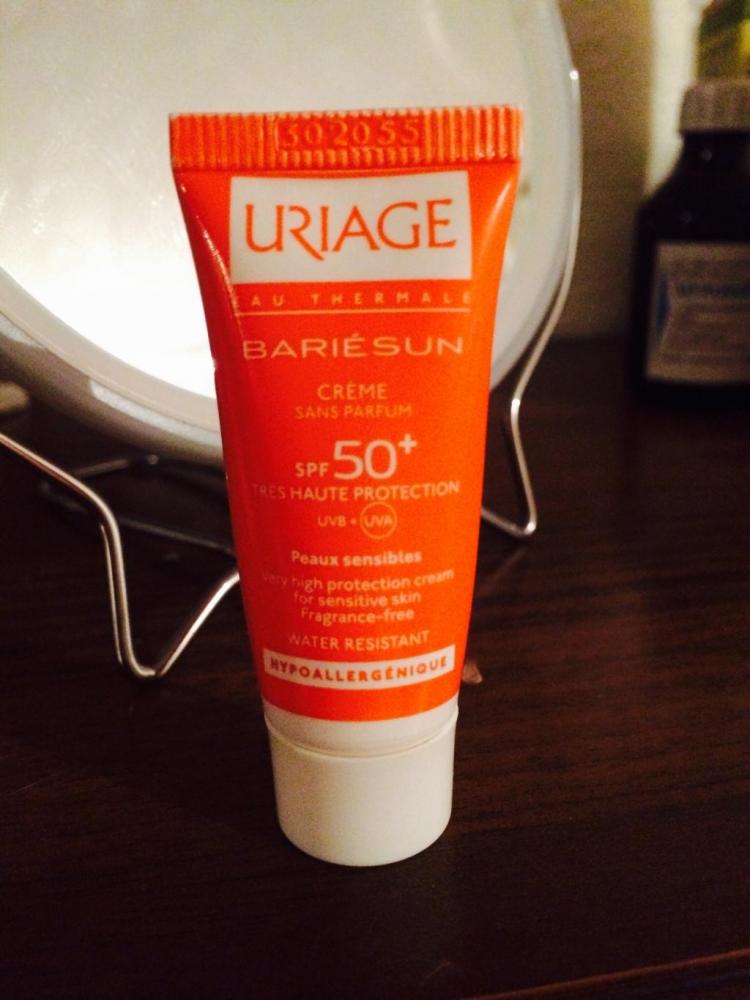 302055
URIAGE
EAU THERMALE
BARIÉSUN
CRÈME
SANS PARFUM
SPF 50+
TRÈS HAUTE PROTECTION
UVB + UVA
Peaux sensibles
Very high protection cream
for sensitive skin
Fragrance-free
WATER RESISTANT
HYPOALLERGÉNIQUE